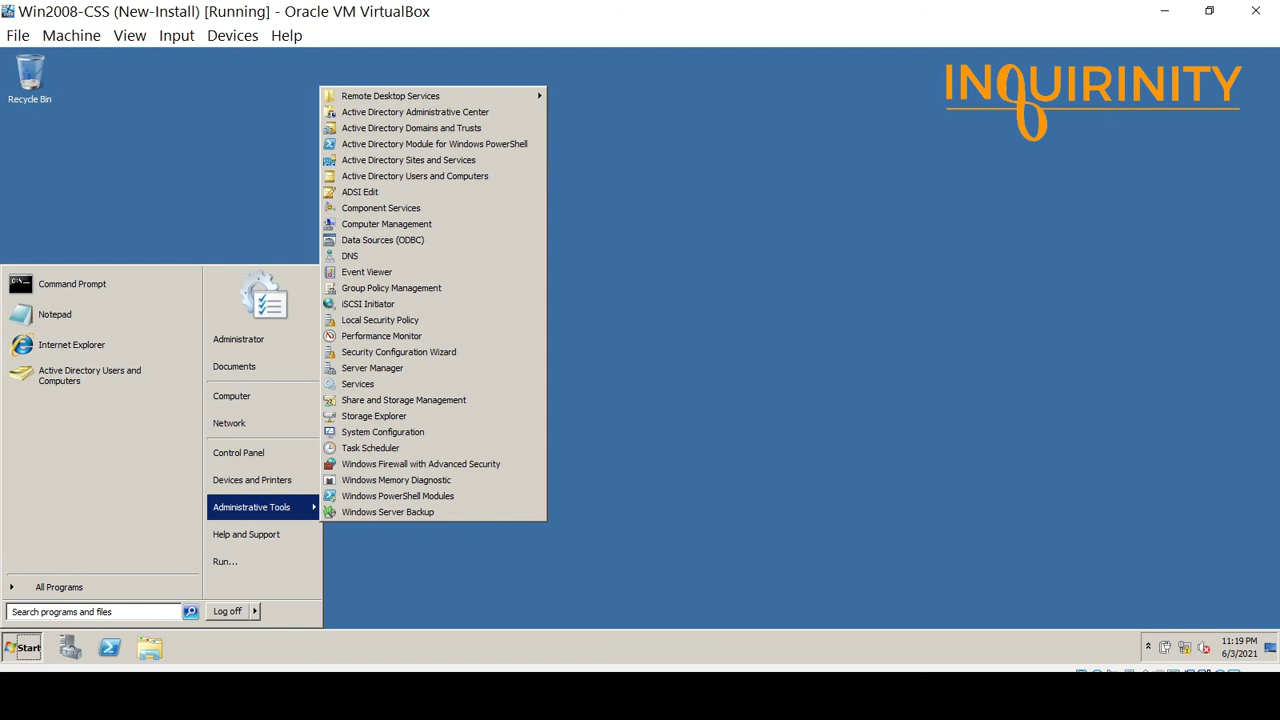 Win2008-CSS (New-Install) [Running] - Oracle VM VirtualBox
File Machine View Input Devices Help
Recycle Bin
INQUIRINITY
Remote Desktop Services
Active Directory Administrative Center
Active Directory Domains and Trusts
Active Directory Module for Windows PowerShell
Active Directory Sites and Services
Active Directory Users and Computers
ADSI Edit
Component Services
Computer Management
Data Sources (ODBC)
DNS
Event Viewer
Group Policy Management
iSCSI Initiator
Local Security Policy
Performance Monitor
Security Configuration Wizard
Server Manager
Services
Share and Storage Management
Storage Explorer
System Configuration
Task Scheduler
Windows Firewall with Advanced Security
Windows Memory Diagnostic
Windows PowerShell Modules
Windows Server Backup
Command Prompt
Notepad
Internet Explorer
Active Directory Users and
Computers
All Programs
Search programs and files
Administrator
Documents
Computer
Network
Control Panel
Devices and Printers
Administrative Tools
Help and Support
Run...
Log off
Start
11:19 PM
6/3/2021